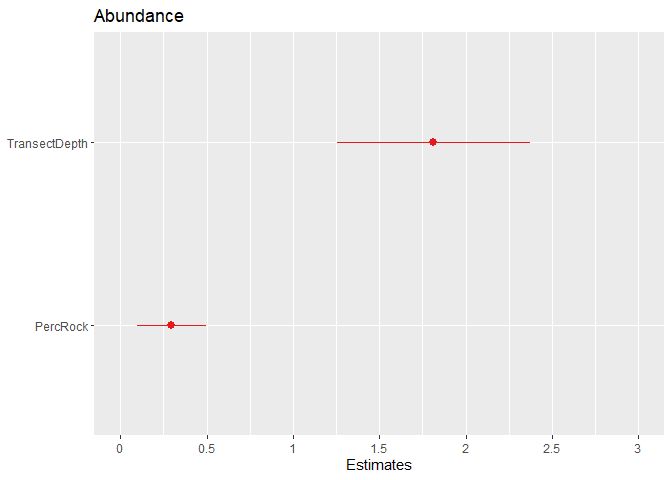 Abundance
TransectDepth
PercRock
0 0.5 1 1.5 2 2.5 3
Estimates